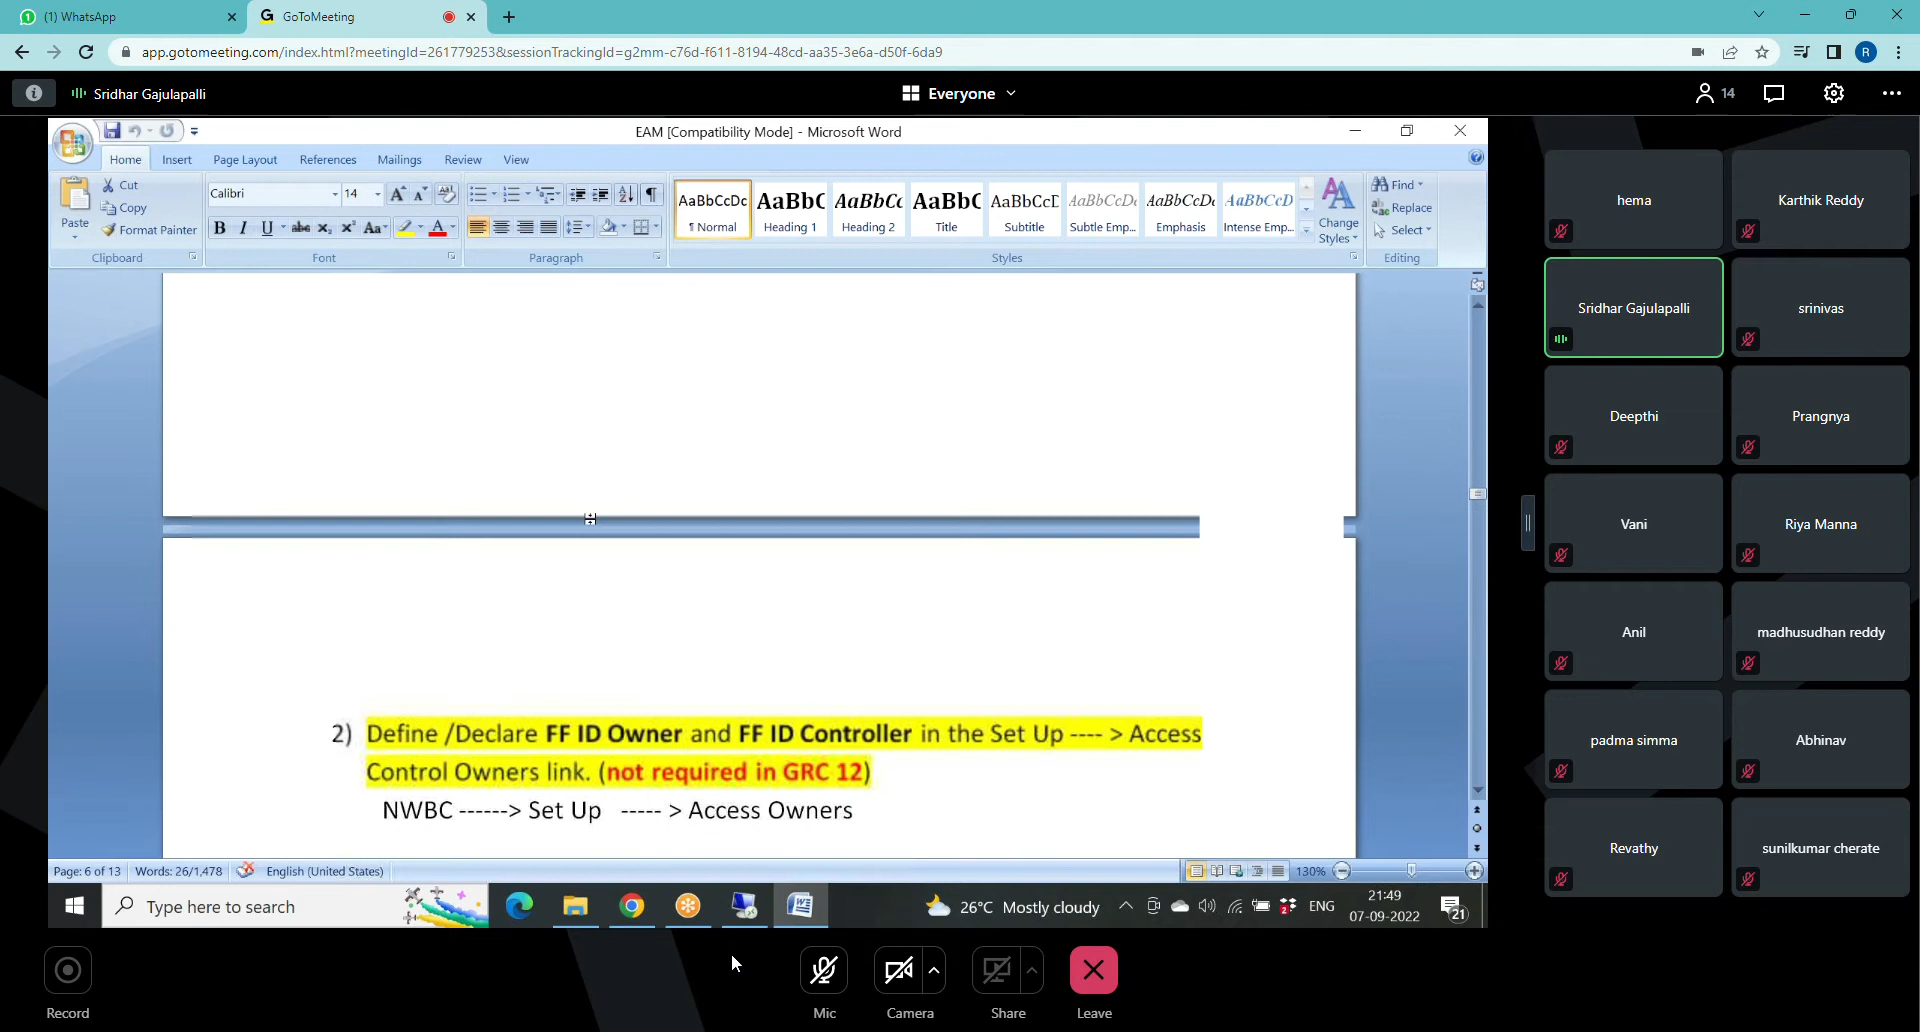 (1) WhatsApp
GoToMeeting
app.gotomeeting.com/index.html?meetingId=261779253&sessionTrackingId=g2mm-c76d-f611-8194-48cd-aa35-3e6a-d50f-6da9
R
Sridhar Gajulapalli
Everyone
14
EAM [Compatibility Mode] - Microsoft Word
Home Insert Page Layout References Mailings Review View
Paste
Cut
Copy
Format Painter
Clipboard
Calibri 14
Font
Paragraph
AaBbCcDc AaBbC AaBbCc AaBbC AaBbCcE AaBbCcDc AaBbCcDc AaBbCcD
¶ Normal Heading 1 Heading 2 Title Subtitle Subtle Emp... Emphasis Intense Emp...
Change Styles
Styles
Find
Replace
Select
Editing
2) Define /Declare FF ID Owner and FF ID Controller in the Set Up ---- > Access
Control Owners link. (not required in GRC 12)
NWBC ------> Set Up ----- > Access Owners
Page: 6 of 13 Words: 26/1,478 English (United States) 130%
Type here to search
26°C Mostly cloudy
ENG
21:49
07-09-2022
21
hema
Karthik Reddy
Sridhar Gajulapalli
srinivas
Deepthi
Prangnya
Vani
Riya Manna
Anil
madhusudhan reddy
padma simma
Abhinav
Revathy
sunilkumar cherate
Record
Mic
Camera
Share
Leave